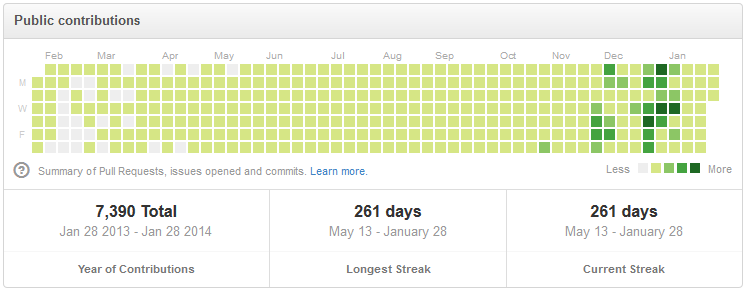 Public contributions
Feb Mar Apr May Jun Jul Aug Sep Oct Nov Dec Jan
M
W
F
? Summary of Pull Requests, issues opened and commits. Learn more. Less More
7,390 Total 261 days 261 days
Jan 28 2013 - Jan 28 2014 May 13 - January 28 May 13 - January 28
Year of Contributions Longest Streak Current Streak